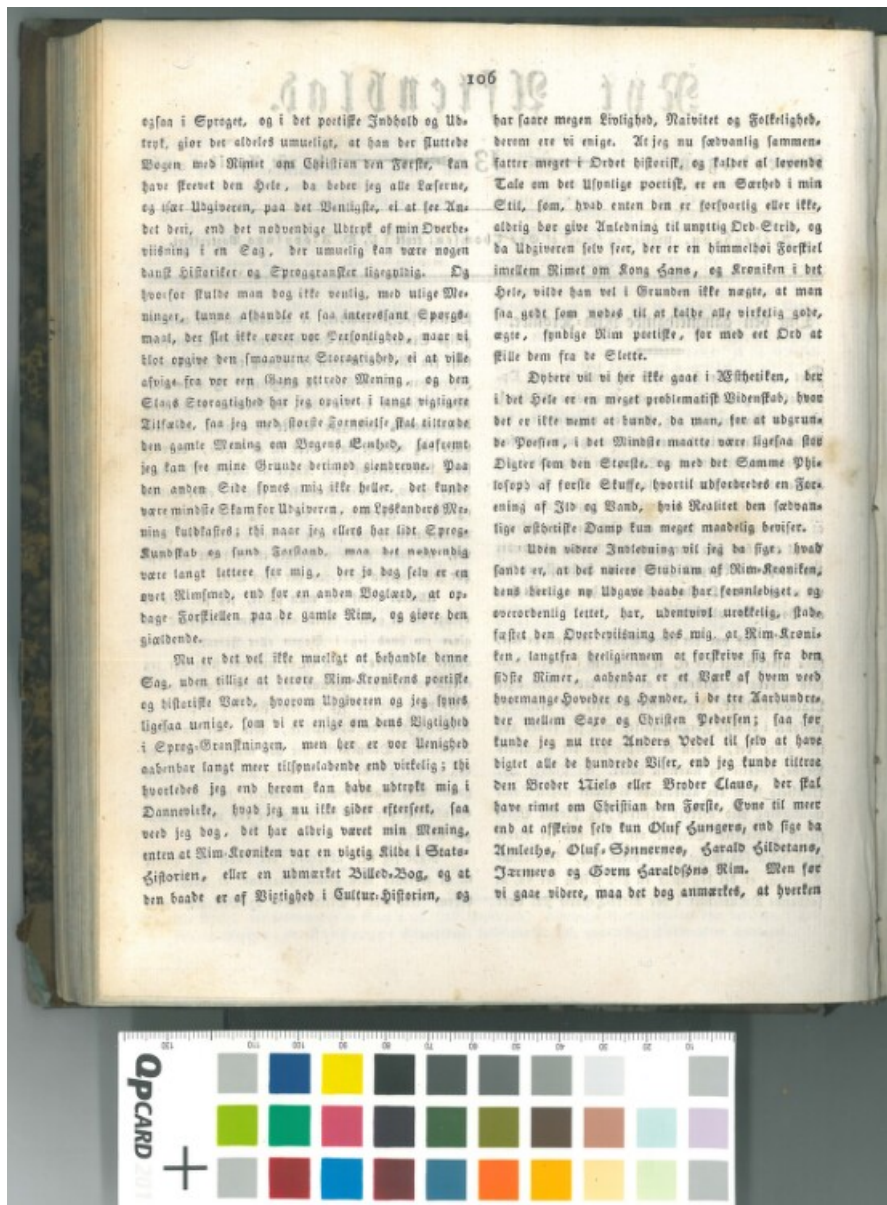 106
ogsaa i Sproget, og i det poetiske Indhold og Ud-
tryk, giør det aldeles umueligt, at han der sluttede
Bogen med Rimet om Christian den Første, kan
have skrevet den Hele, da beder jeg alle Læserne,
og især Udgiveren, paa det Venligste, ei at see An-
det deri, end det nødvendige Udtryk af min Overbe-
viisning i en Sag, der umuelig kan være nogen
dansk Historiker og Sproggransker ligegyldig. Og
hvorfor skulde man dog ikke venlig, med ulige Me-
ninger, kunne afhandle et saa interessant Spørgs-
maal, der slet ikke rører vor Personlighed, naar vi
blot opgive den smaavurne Storagtighed, ei at ville
afvige fra vor een Gang yttrede Mening, og den
Slags Storagtighed har jeg opgivet i langt vigtigere
Tilfælde, saa jeg med største Fornøielse skal tiltræde
den gamle Mening om Bogens Eenhed, saafremt
jeg kan see mine Grunde derimod giendrevne. Paa
den anden Side synes mig ikke heller, det kunde
være mindste Skam for Udgiveren, om Lyskanders Me-
ning kuldkastes; thi naar jeg ellers har lidt Sprog-
Kundskab og sund Forstand, maa det nødvendig
være langt lettere for mig, der jo dog selv er en
øvet Rimsmed, end for en anden Boglærd, at op-
dage Forskiellen paa de gamle Rim, og giøre den
giældende.
Nu er det vel ikke mueligt at behandle denne
Sag, uden tillige at berøre Rim-Krønikens poetiske
og historiske Værd, hvorom Udgiveren og jeg synes
ligesaa uenige, som vi er enige om dens Vigtighed
i Sprog-Granskningen, men her er vor Uenighed
aabenbar langt meer tilsyneladende end virkelig; thi
hvorledes jeg end herom kan have udtrykt mig i
Dannevirke, hvad jeg nu ikke gider efterseet, saa
veed jeg dog, det har aldrig været min Mening,
enten at Rim-Krøniken var en vigtig Kilde i Stats-
Historien, eller en udmærket Billed-Bog, og at
den baade er af Vigtighed i Cultur-Historien, og
har saare megen Livlighed, Naivitet og Folkelighed,
derom ere vi enige. At jeg nu sædvanlig sammen-
fatter meget i Ordet historisk, og kalder al levende
Tale om det Usynlige poetisk, er en Særhed i min
Stil, som, hvad enten den er forsvarlig eller ikke,
aldrig bør give Anledning til unyttig Ord-Strid, og
da Udgiveren selv seer, der er en himmelhøi Forskiel
imellem Rimet om Kong Hans, og Krøniken i det
Hele, vilde han vel i Grunden ikke nægte, at man
saa godt som nødes til at kalde alle virkelig gode,
ægte, fyndige Rim poetiske, for med eet Ord at
skille dem fra de Slette.
Dybere vil vi her ikke gaae i Æsthetiken, der
i det Hele er en meget problematisk Videnskab, hvor
det er ikke nemt at bunde, da man, for at udgrun-
de Poesien, i det Mindste maatte være ligesaa stor
Digter som den Største, og med det Samme Phi-
losoph af første Skuffe, hvortil udfordredes en For-
ening af Ild og Vand, hvis Realitet den sædvan-
lige æsthetiske Damp kun meget maadelig beviser.
Uden videre Indledning vil jeg da sige, hvad
sandt er, at det nøiere Studium af Rim-Krøniken,
dens herlige ny Udgave baade har foranlediget, og
overordenlig lettet, har, udentvivl urokkelig, stad-
fæstet den Overbeviisning hos mig, at Rim-Krøni-
ken, langtfra heeligiennem at forskrive sig fra den
sidste Rimer, aabenbar er et Værk af hvem veed
hvormange Hoveder og Hænder, i de tre Aarhundre-
der mellem Saxo og Christen Pedersen; saa før
kunde jeg nu troe Anders Vedel til selv at have
digtet alle de hundrede Viser, end jeg kunde tiltroe
den Broder Niels eller Broder Claus, der skal
have rimet om Christian den Første, Evne til meer
end at afskrive selv kun Oluf Hungers, end sige da
Amleths, Oluf-Sønnernes, Harald Hildetans,
Jærmers og Gorm Haraldsøns Rim. Men før
vi gaae videre, maa det dog anmærkes, at hverken
QpCARD 201